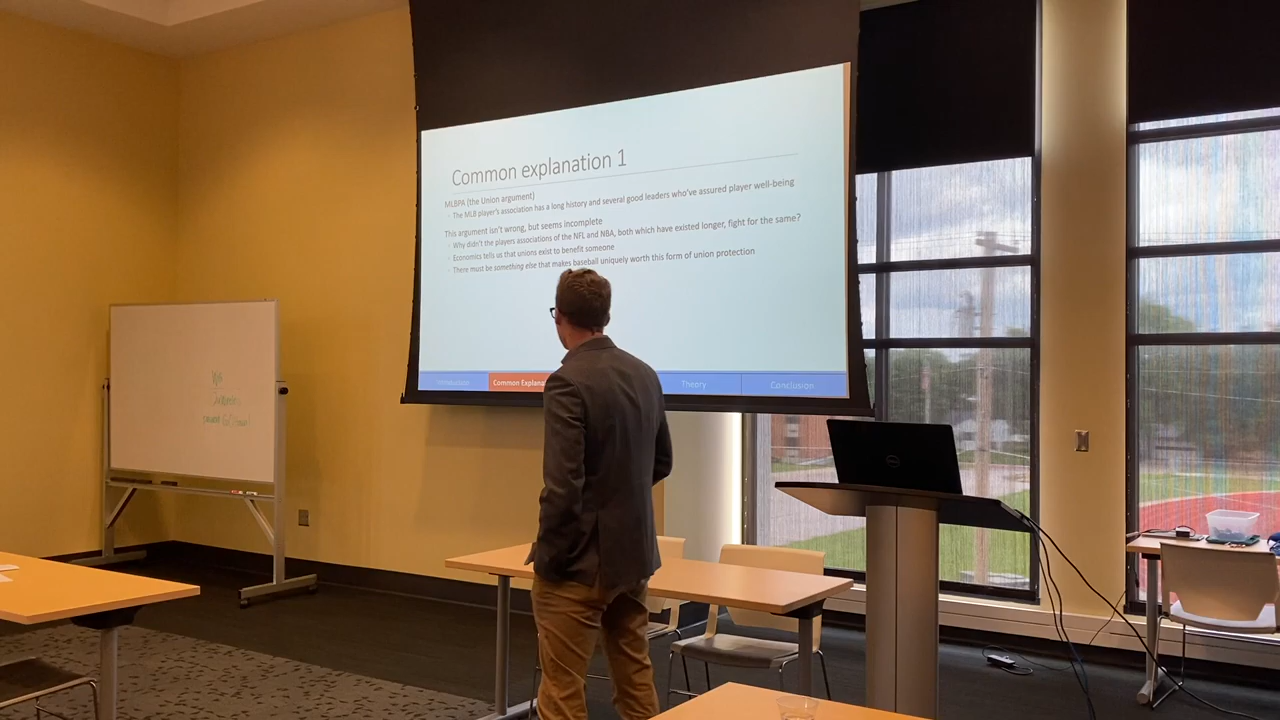 Common explanation 1
MLBPA (the Union argument)
The MLB player's association has a long history and several good leaders who've assured player well-being
This argument isn't wrong, but seems incomplete
Why didn't the players associations of the NFL and NBA, both which have existed longer, fight for the same?
Economics tells us that unions exist to benefit someone
There must be something else that makes baseball uniquely worth this form of union protection
Introduction
Common Explana
Theory
Conclusion
DELL